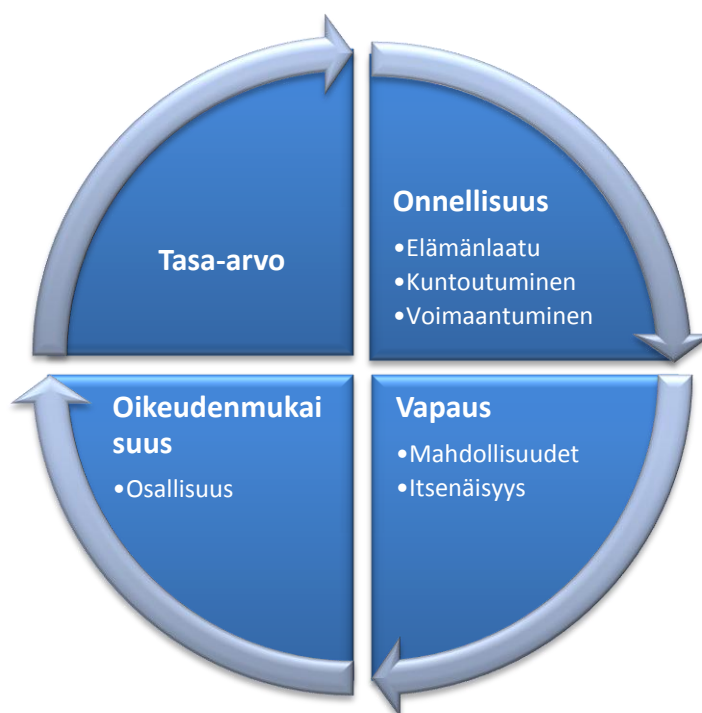 Tasa-arvo
Onnellisuus
•Elämänlaatu
•Kuntoutuminen
•Voimaantuminen
Oikeudenmukai
suus
•Osallisuus
Vapaus
•Mahdollisuudet
•Itsenäisyys